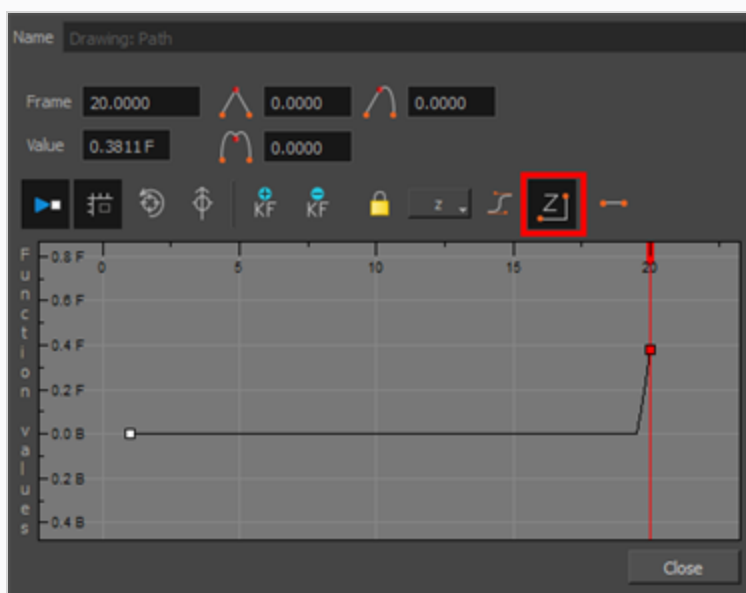 Name Drawing: Path
Frame 20.0000 0.0000 0.0000
Value 0.3811F 0.0000
KF KF z Z
Function values
0 5 10 15 20
0.8 F
0.6 F
0.4 F
0.2 F
0.0 B
0.2 B
0.4 B
Close